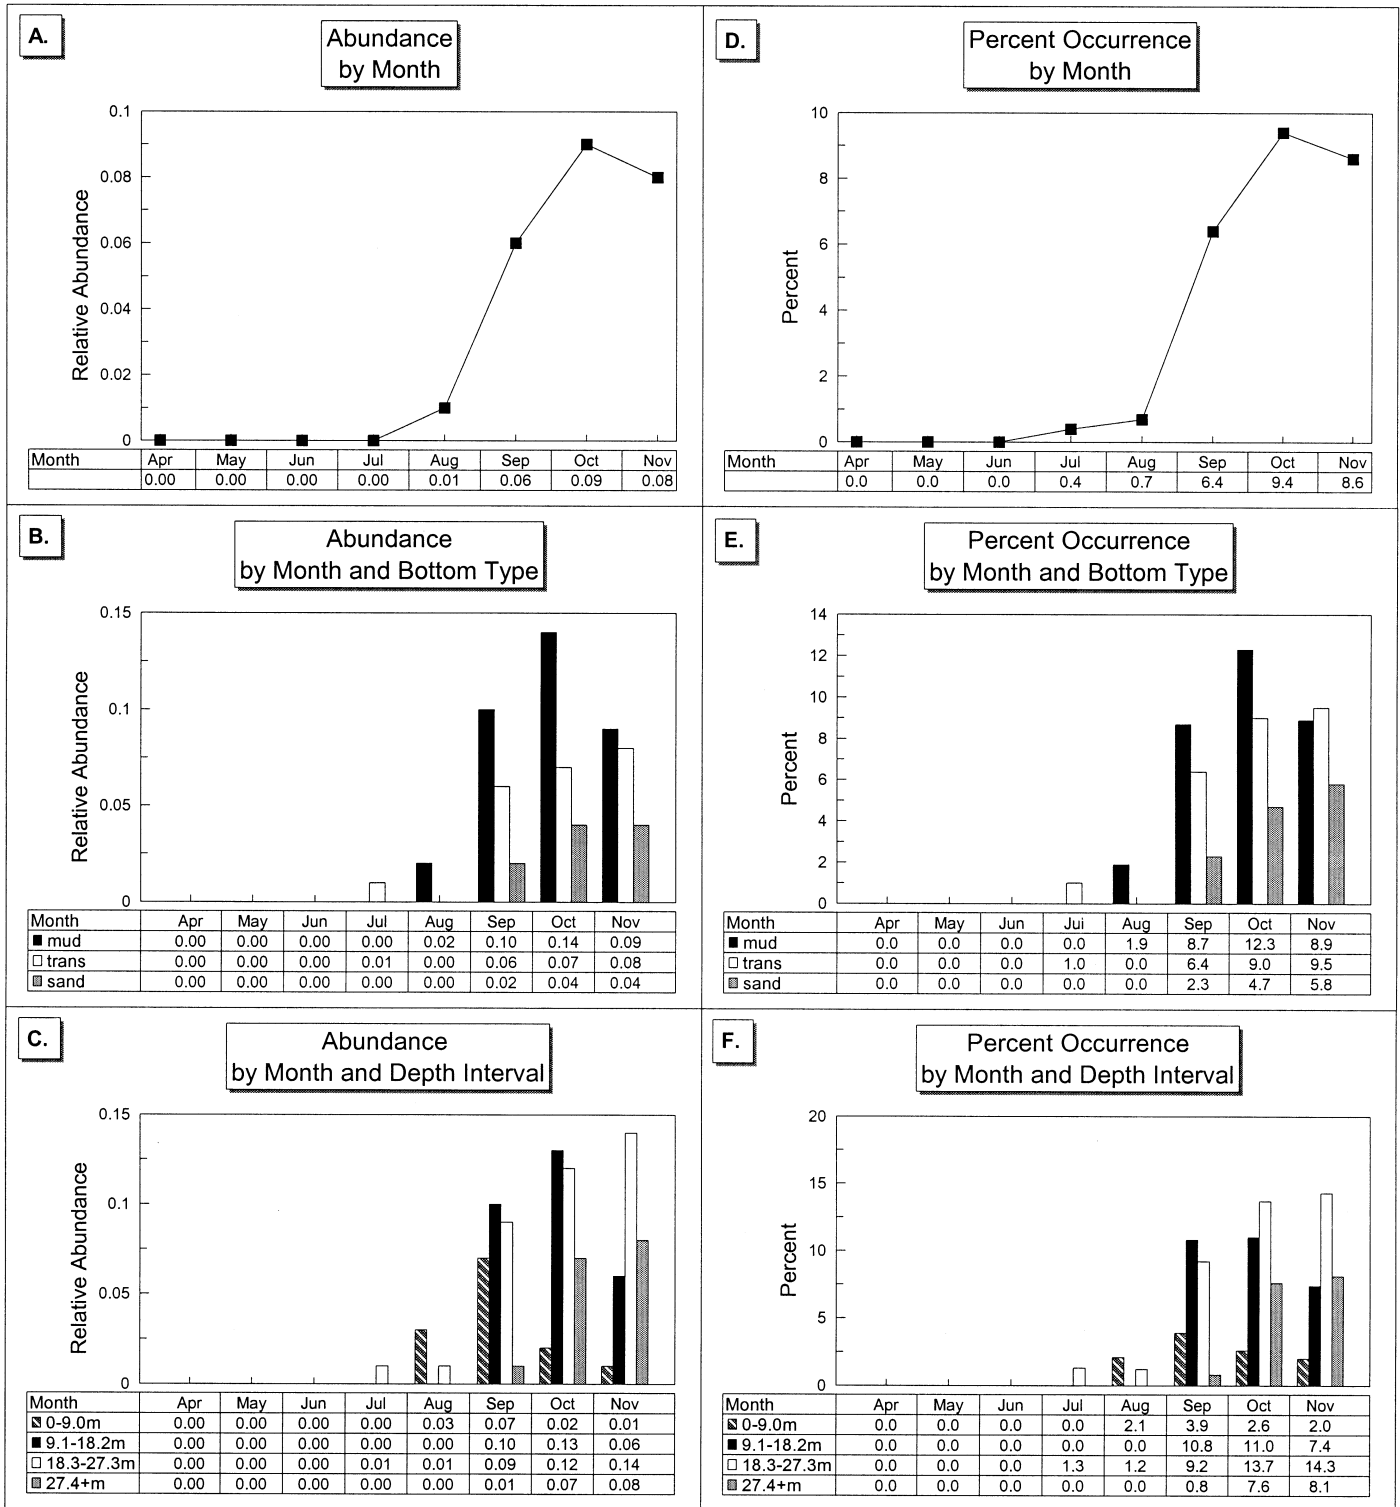 A.
Abundance
by Month
Relative Abundance
0.1
0.08
0.06
0.04
0.02
0
Month Apr May Jun Jul Aug Sep Oct Nov
0.00 0.00 0.00 0.00 0.01 0.06 0.09 0.08
D.
Percent Occurrence
by Month
Percent
10
8
6
4
2
0
Month Apr May Jun Jul Aug Sep Oct Nov
0.0 0.0 0.0 0.4 0.7 6.4 9.4 8.6
B.
Abundance
by Month and Bottom Type
Relative Abundance
0.15
0.1
0.05
0
Month Apr May Jun Jul Aug Sep Oct Nov
mud 0.00 0.00 0.00 0.00 0.02 0.10 0.14 0.09
trans 0.00 0.00 0.00 0.01 0.00 0.06 0.07 0.08
sand 0.00 0.00 0.00 0.00 0.00 0.02 0.04 0.04
E.
Percent Occurrence
by Month and Bottom Type
Percent
14
12
10
8
6
4
2
0
Month Apr May Jun Jul Aug Sep Oct Nov
mud 0.0 0.0 0.0 0.0 1.9 8.7 12.3 8.9
trans 0.0 0.0 0.0 1.0 0.0 6.4 9.0 9.5
sand 0.0 0.0 0.0 0.0 0.0 2.3 4.7 5.8
C.
Abundance
by Month and Depth Interval
Relative Abundance
0.15
0.1
0.05
0
Month Apr May Jun Jul Aug Sep Oct Nov
0-9.0m 0.00 0.00 0.00 0.00 0.03 0.07 0.02 0.01
9.1-18.2m 0.00 0.00 0.00 0.00 0.00 0.10 0.13 0.06
18.3-27.3m 0.00 0.00 0.00 0.01 0.01 0.09 0.12 0.14
27.4+m 0.00 0.00 0.00 0.00 0.00 0.01 0.07 0.08
F.
Percent Occurrence
by Month and Depth Interval
Percent
20
15
10
5
0
Month Apr May Jun Jul Aug Sep Oct Nov
0-9.0m 0.0 0.0 0.0 0.0 2.1 3.9 2.6 2.0
9.1-18.2m 0.0 0.0 0.0 0.0 0.0 10.8 11.0 7.4
18.3-27.3m 0.0 0.0 0.0 1.3 1.2 9.2 13.7 14.3
27.4+m 0.0 0.0 0.0 0.0 0.0 0.8 7.6 8.1